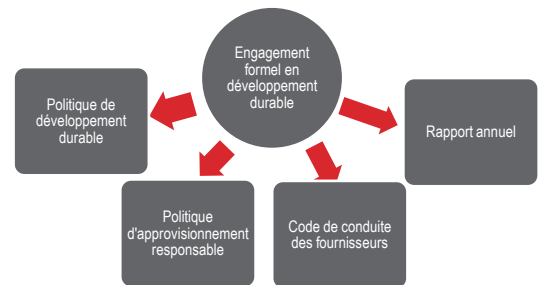 Engagement
formel en
développement
durable
Politique de
développement
durable
Rapport annuel
Politique
d'approvisionnement
responsable
Code de conduite
des fournisseurs